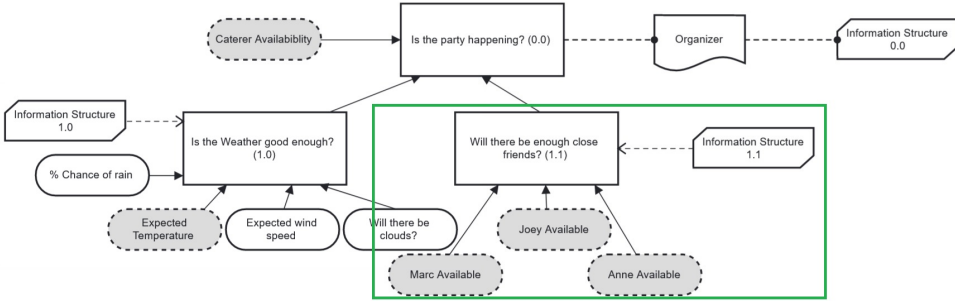 Caterer Availablblity
Is the party happening? (0.0)
Organizer
Information Structure
0.0
Information Structure
1.0
Is the Weather good enough?
(1.0)
Will there be enough close
friends? (1.1)
Information Structure
1.1
% Chance of rain
Expected
Temperature
Expected wind
speed
Will there be
clouds?
Joey Available
Marc Available
Anne Available